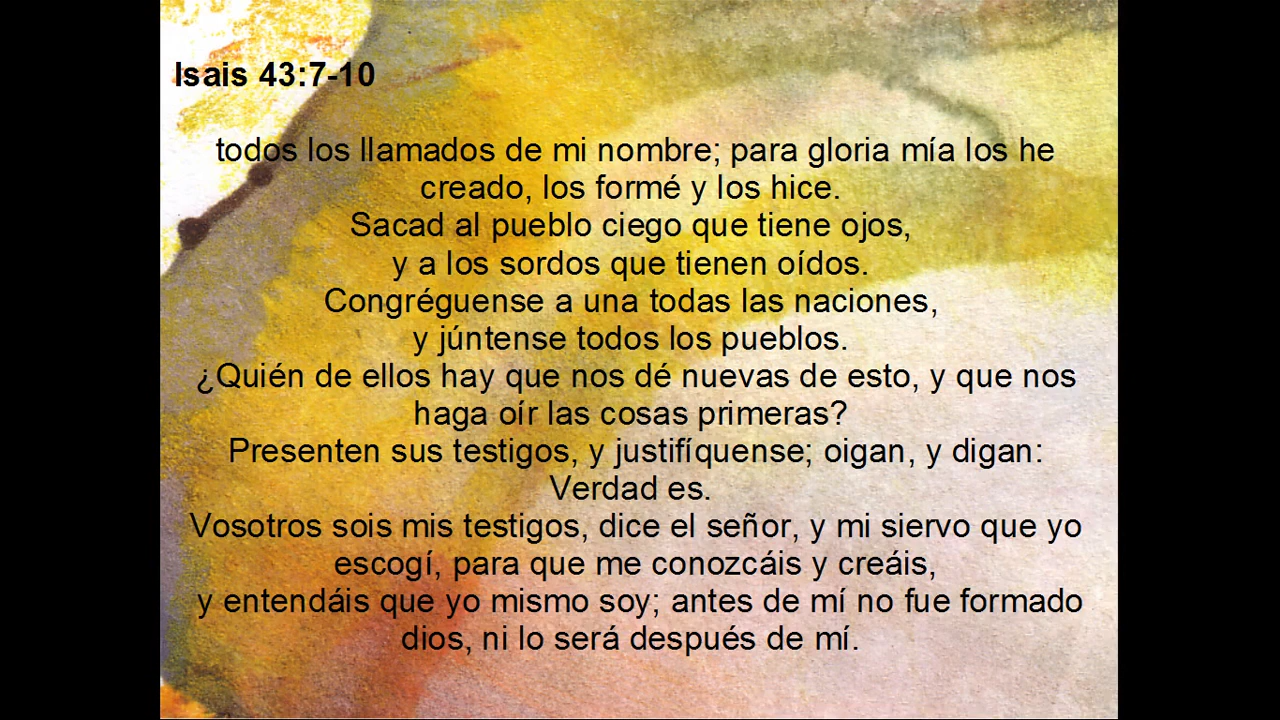 Isais 43:7-10
todos los llamados de mi nombre; para gloria mía los he
creado, los formé y los hice.
Sacad al pueblo ciego que tiene ojos,
y a los sordos que tienen oídos.
Congréguense a una todas las naciones,
y júntense todos los pueblos.
¿Quién de ellos hay que nos dé nuevas de esto, y que nos
haga oír las cosas primeras?
Presenten sus testigos, y justifíquense; oigan, y digan:
Verdad es.
Vosotros sois mis testigos, dice el señor, y mi siervo que yo
escogí, para que me conozcáis y creáis,
y entendáis que yo mismo soy; antes de mí no fue formado
dios, ni lo será después de mí.